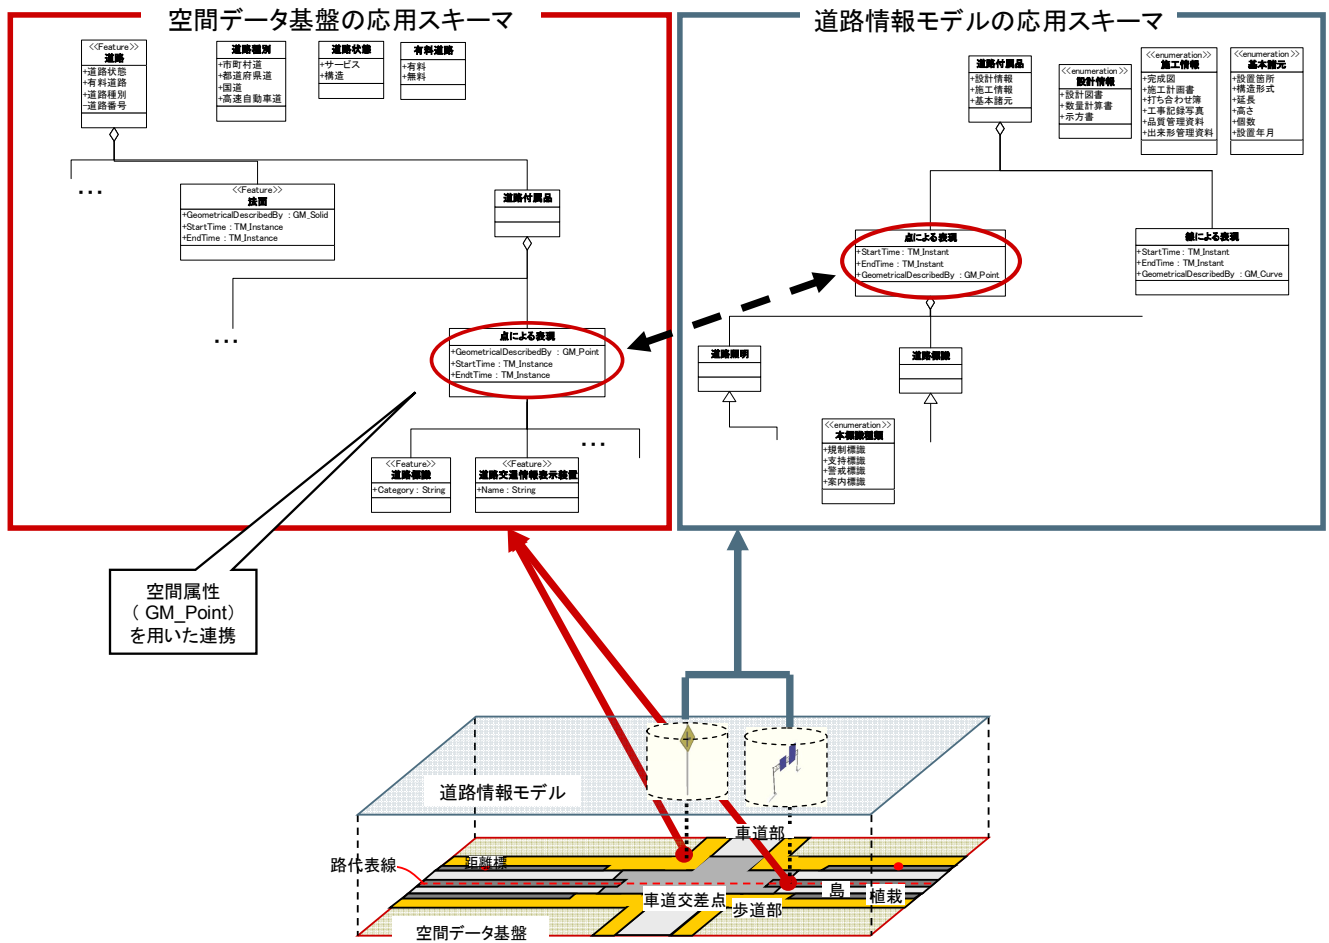 空間データ基盤の応用スキーマ
<<Feature>>
道路
+道路状態
+有料道路
+道路種別
-道路番号
道路種別
+市町村道
+都道府県道
+国道
+高速自動車道
道路状態
+サービス
+構造
有料道路
+有料
+無料
...
<<Feature>>
法面
+GeometricalDescribedBy : GM_Solid
+StartTime : TM_Instance
+EndTime : TM_Instance
道路付属品
...
点による表現
+GeometricalDescribedBy : GM_Point
+StartTime : TM_Instance
+EndtTime : TM_Instance
...
<<Feature>>
道路標識
+Category : String
<<Feature>>
道路交通情報表示装置
+Name : String
道路情報モデルの応用スキーマ
道路付属品
+設計情報
+施工情報
+基本諸元
<<enumeration>>
設計情報
+設計図書
+数量計算書
+示方書
<<enumeration>>
施工情報
+完成図
+施工計画書
+打ち合わせ簿
+工事記録写真
+品質管理資料
+出来形管理資料
<<enumeration>>
基本諸元
+設置箇所
+構造形式
+延長
+高さ
+個数
+設置年月
点による表現
+StartTime : TM_Instant
+EndTime : TM_Instant
+GeometricalDescribedBy : GM_Point
線による表現
+StartTime : TM_Instant
+EndTime : TM_Instant
+GeometricalDescribedBy : GM_Curve
道路照明
道路標識
<<enumeration>>
本標識種類
+規制標識
+支持標識
+警戒標識
+案内標識
空間属性
（ GM_Point）
を用いた連携
道路情報モデル
車道部
路代表線
距離標
車道交差点
歩道部
島
植栽
空間データ基盤